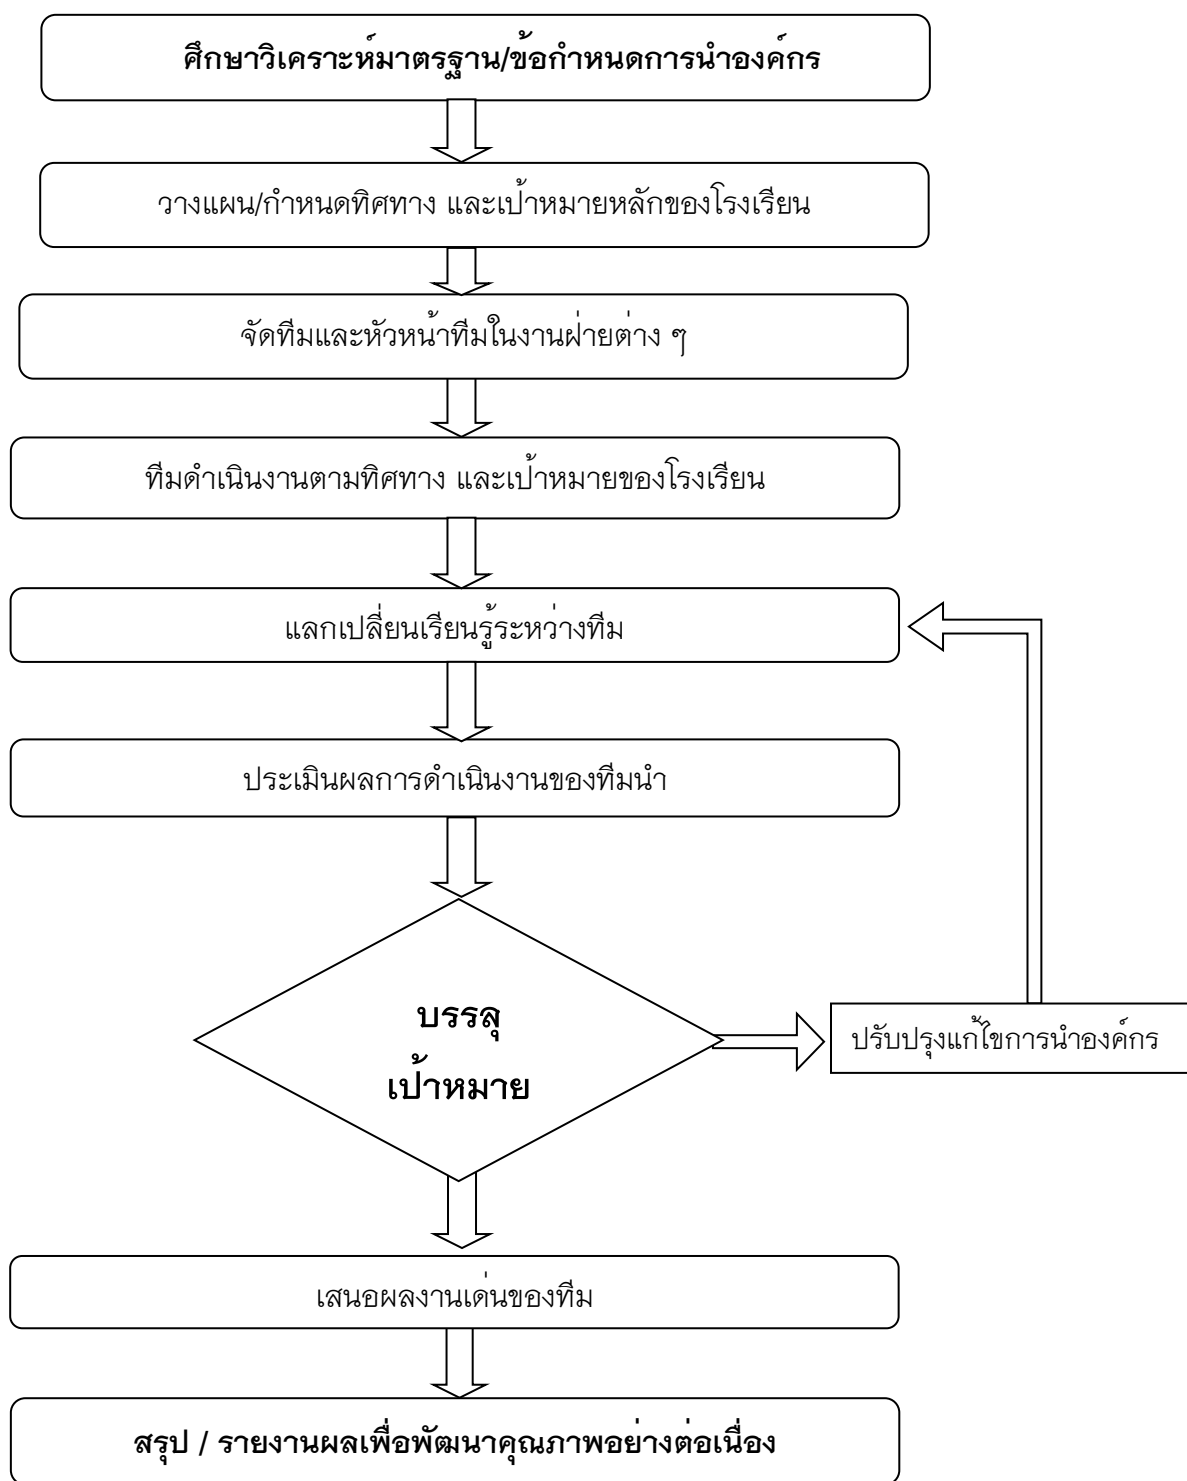 ศึกษาวิเคราะห์มาตรฐาน/ข้อกำหนดการนำองค์กร
วางแผน/กำหนดทิศทาง และเป้าหมายหลักของโรงเรียน
จัดทีมและหัวหน้าทีมในงานฝ่ายต่าง ๆ
ทีมดำเนินงานตามทิศทาง และเป้าหมายของโรงเรียน
แลกเปลี่ยนเรียนรู้ระหว่างทีม
ประเมินผลการดำเนินงานของทีมนำ
บรรลุ
เป้าหมาย
ปรับปรุงแก้ไขการนำองค์กร
เสนอผลงานเด่นของทีม
สรุป / รายงานผลเพื่อพัฒนาคุณภาพอย่างต่อเนื่อง